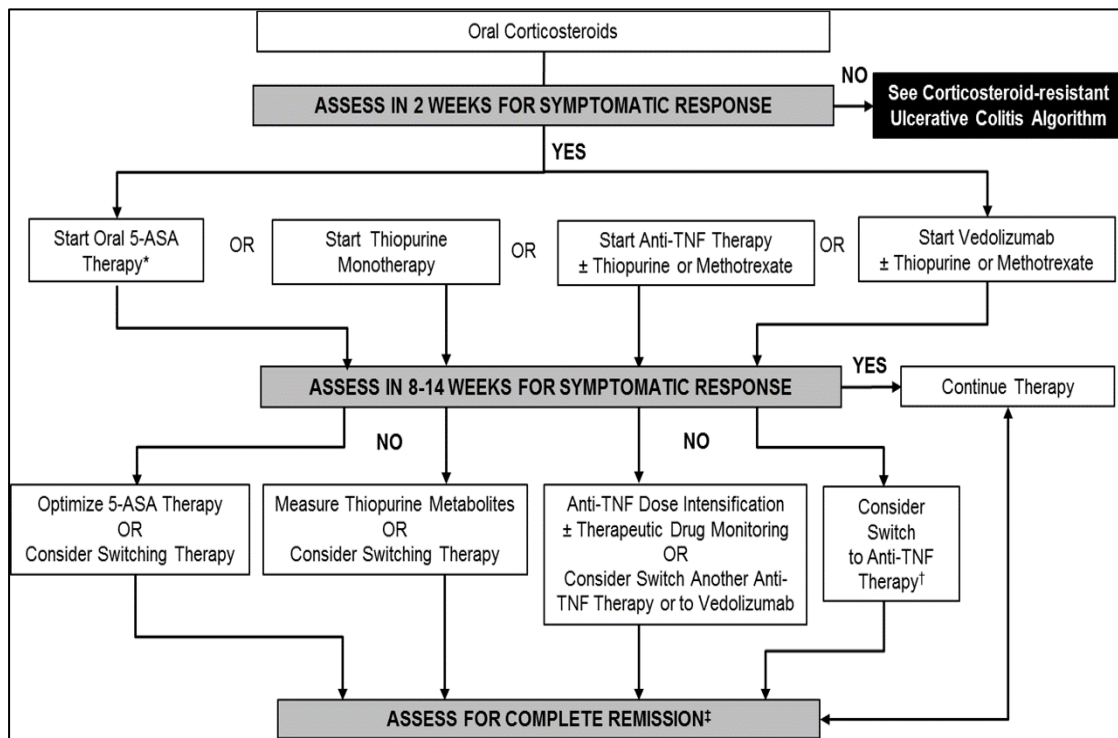 Oral Corticosteroids
NO
ASSESS IN 2 WEEKS FOR SYMPTOMATIC RESPONSE
See Corticosteroid-resistant
Ulcerative Colitis Algorithm
YES
Start Oral 5-ASA
Therapy*
OR
Start Thiopurine
Monotherapy
OR
Start Anti-TNF Therapy
± Thiopurine or Methotrexate
OR
Start Vedolizumab
± Thiopurine or Methotrexate
ASSESS IN 8-14 WEEKS FOR SYMPTOMATIC RESPONSE
YES
Continue Therapy
NO
NO
Optimize 5-ASA Therapy
OR
Consider Switching Therapy
Measure Thiopurine Metabolites
OR
Consider Switching Therapy
Anti-TNF Dose Intensification
± Therapeutic Drug Monitoring
OR
Consider Switch Another Anti-
TNF Therapy or to Vedolizumab
Consider
Switch
to Anti-TNF
Therapy†
ASSESS FOR COMPLETE REMISSION‡